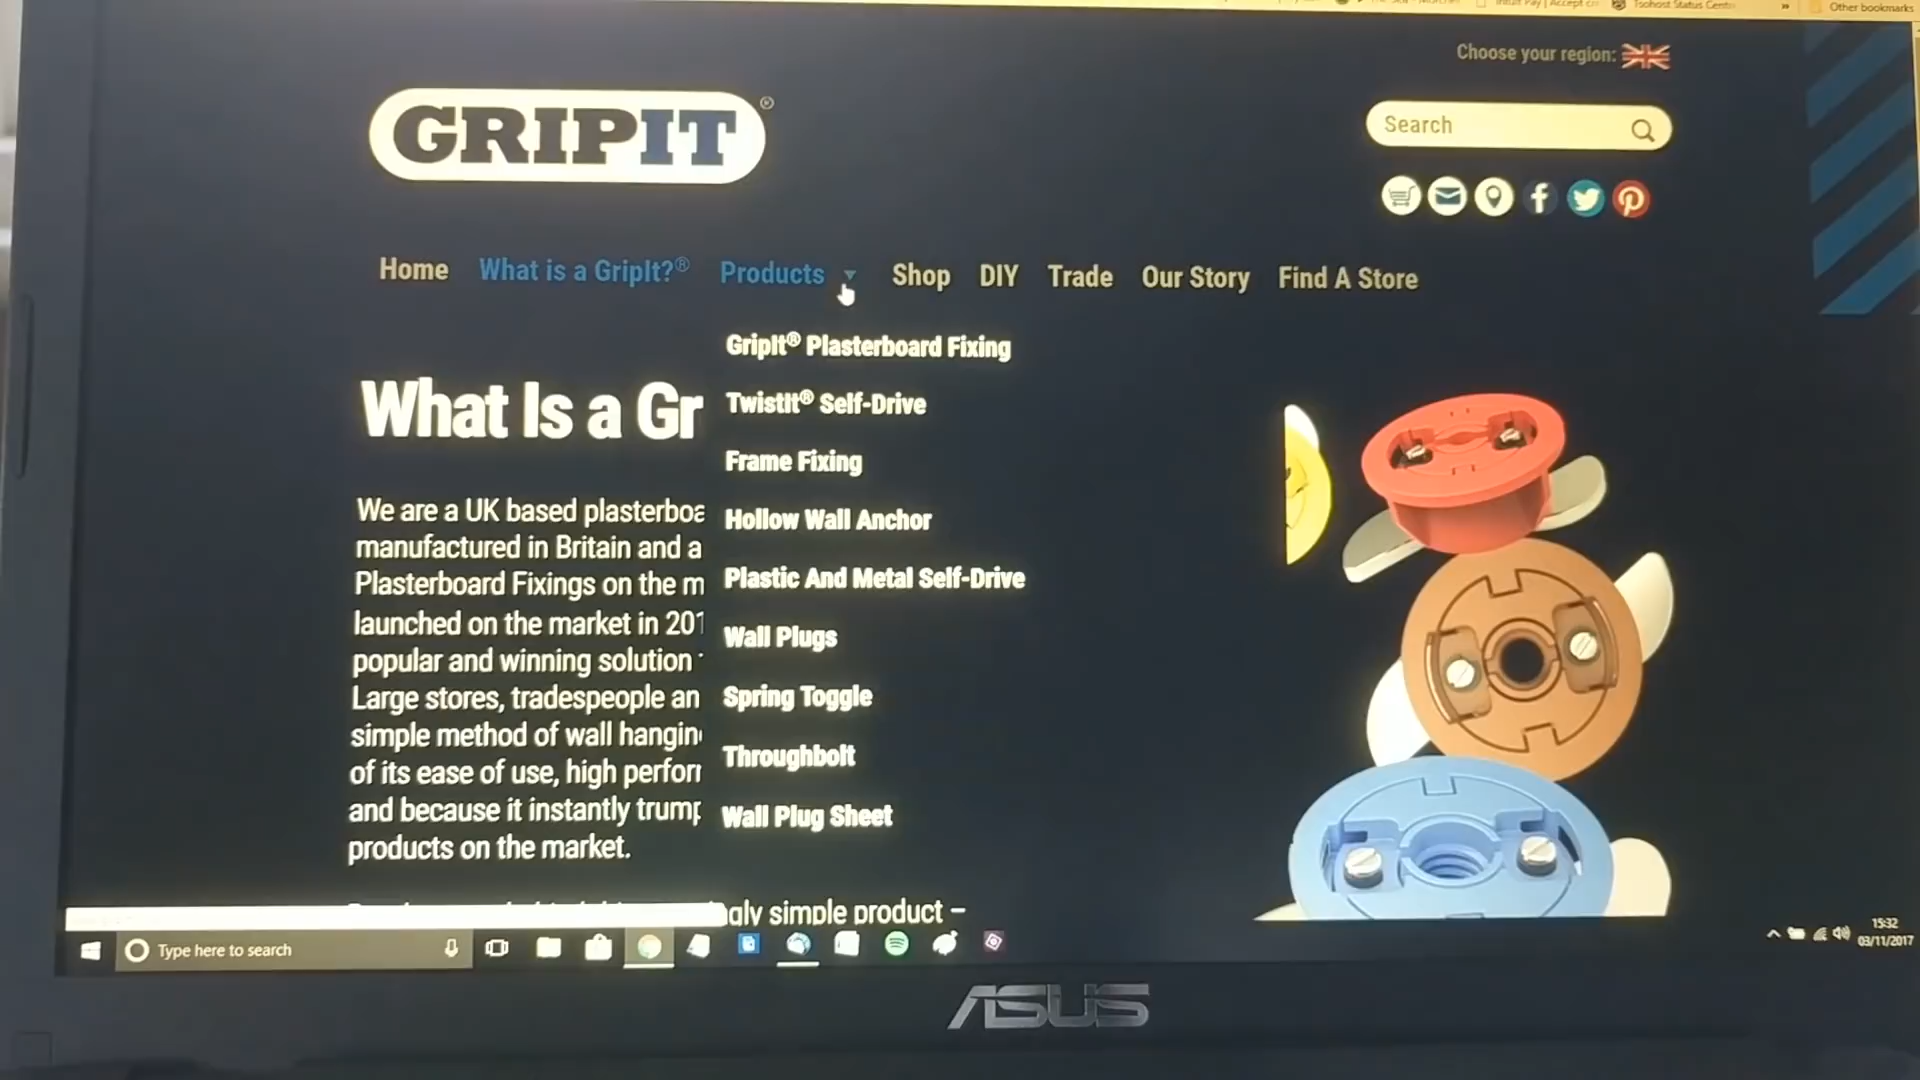 Other bookmarks
Choose your region:
GRIPIT®
Search
Home What is a GripIt?® Products Shop DIY Trade Our Story Find A Store
GripIt® Plasterboard Fixing
TwistIt® Self-Drive
Frame Fixing
Hollow Wall Anchor
Plastic And Metal Self-Drive
Wall Plugs
Spring Toggle
Throughbolt
Wall Plug Sheet
What Is a Gr
We are a UK based plasterboa
manufactured in Britain and a
Plasterboard Fixings on the m
launched on the market in 201
popular and winning solution
Large stores, tradespeople an
simple method of wall hangin
of its ease of use, high perfor
and because it instantly trump
products on the market.
simple product –
Type here to search
15:32
03/11/2017
ASUS